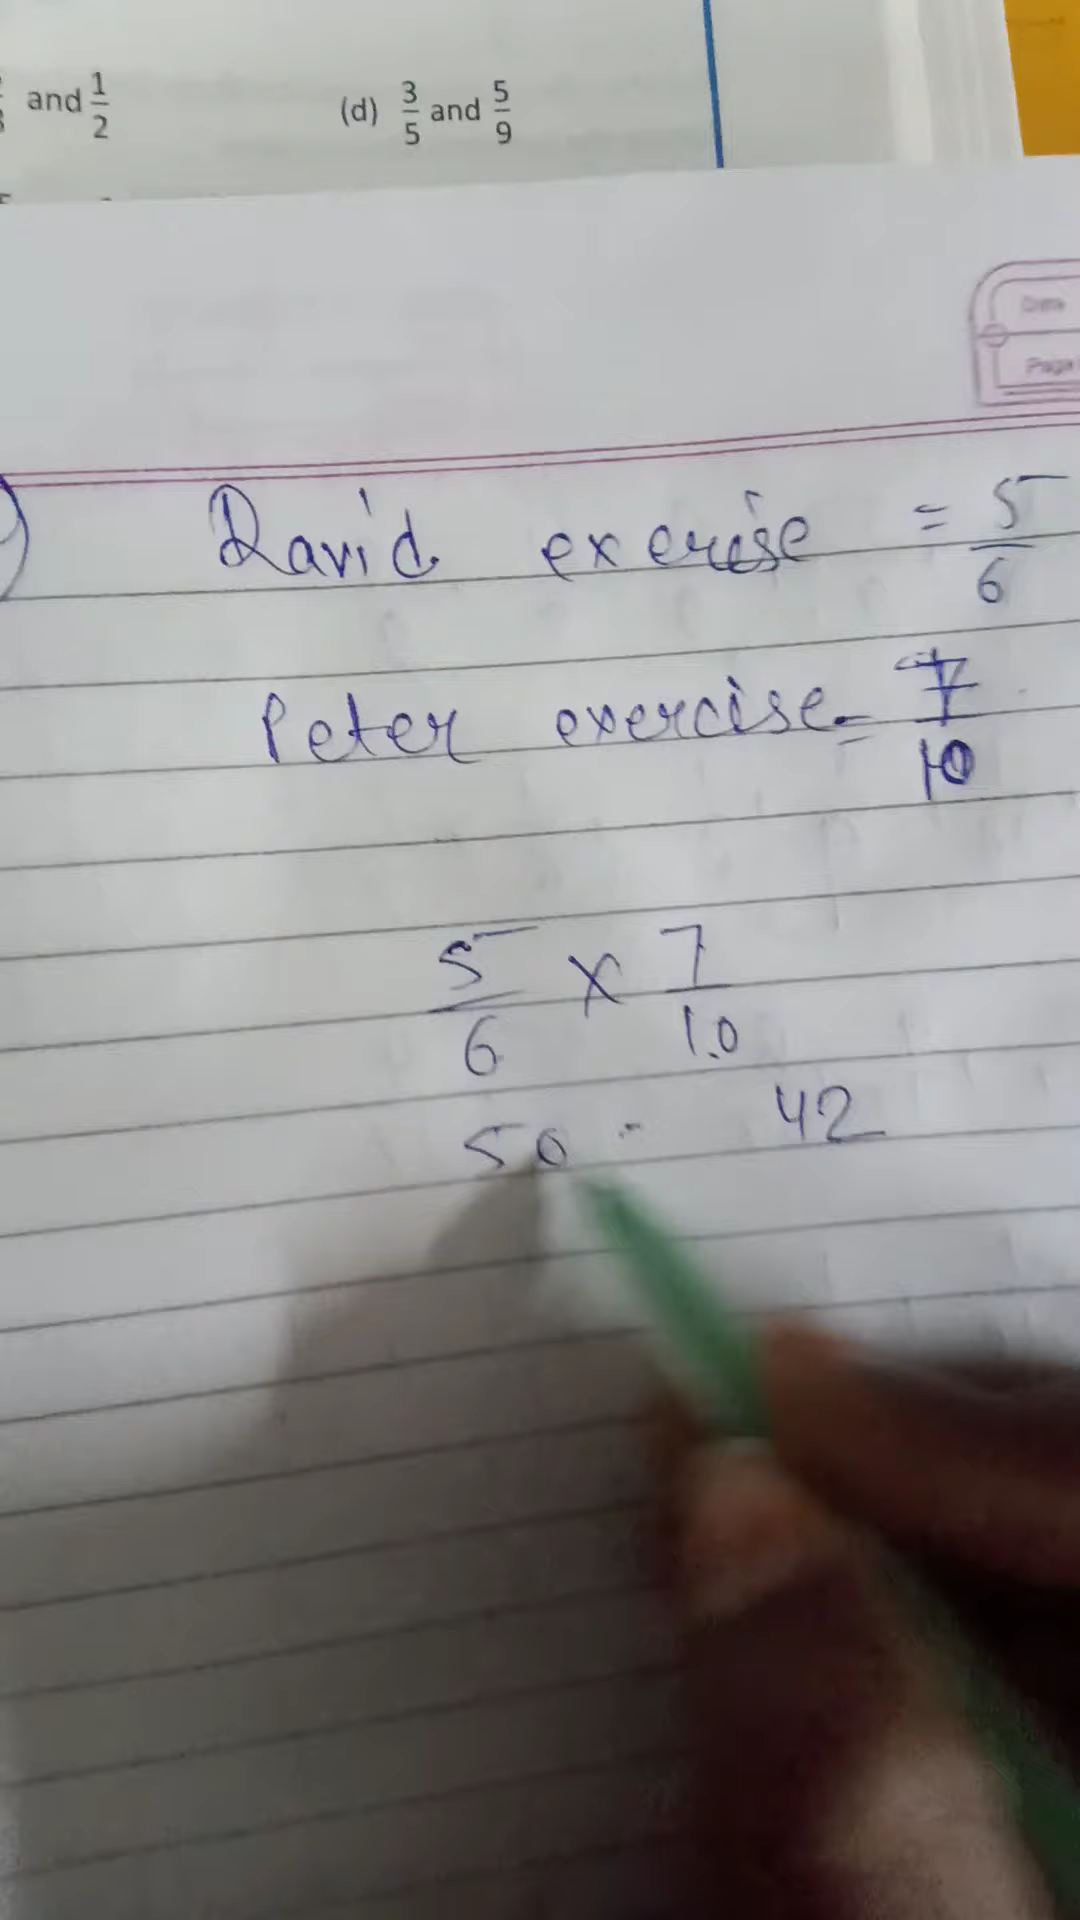 and 1/2 (d) 3/5 and 5/9
Date
Page
David exercise = 5/6
Peter exercise = 7/10
5/6 × 7/10
50 42